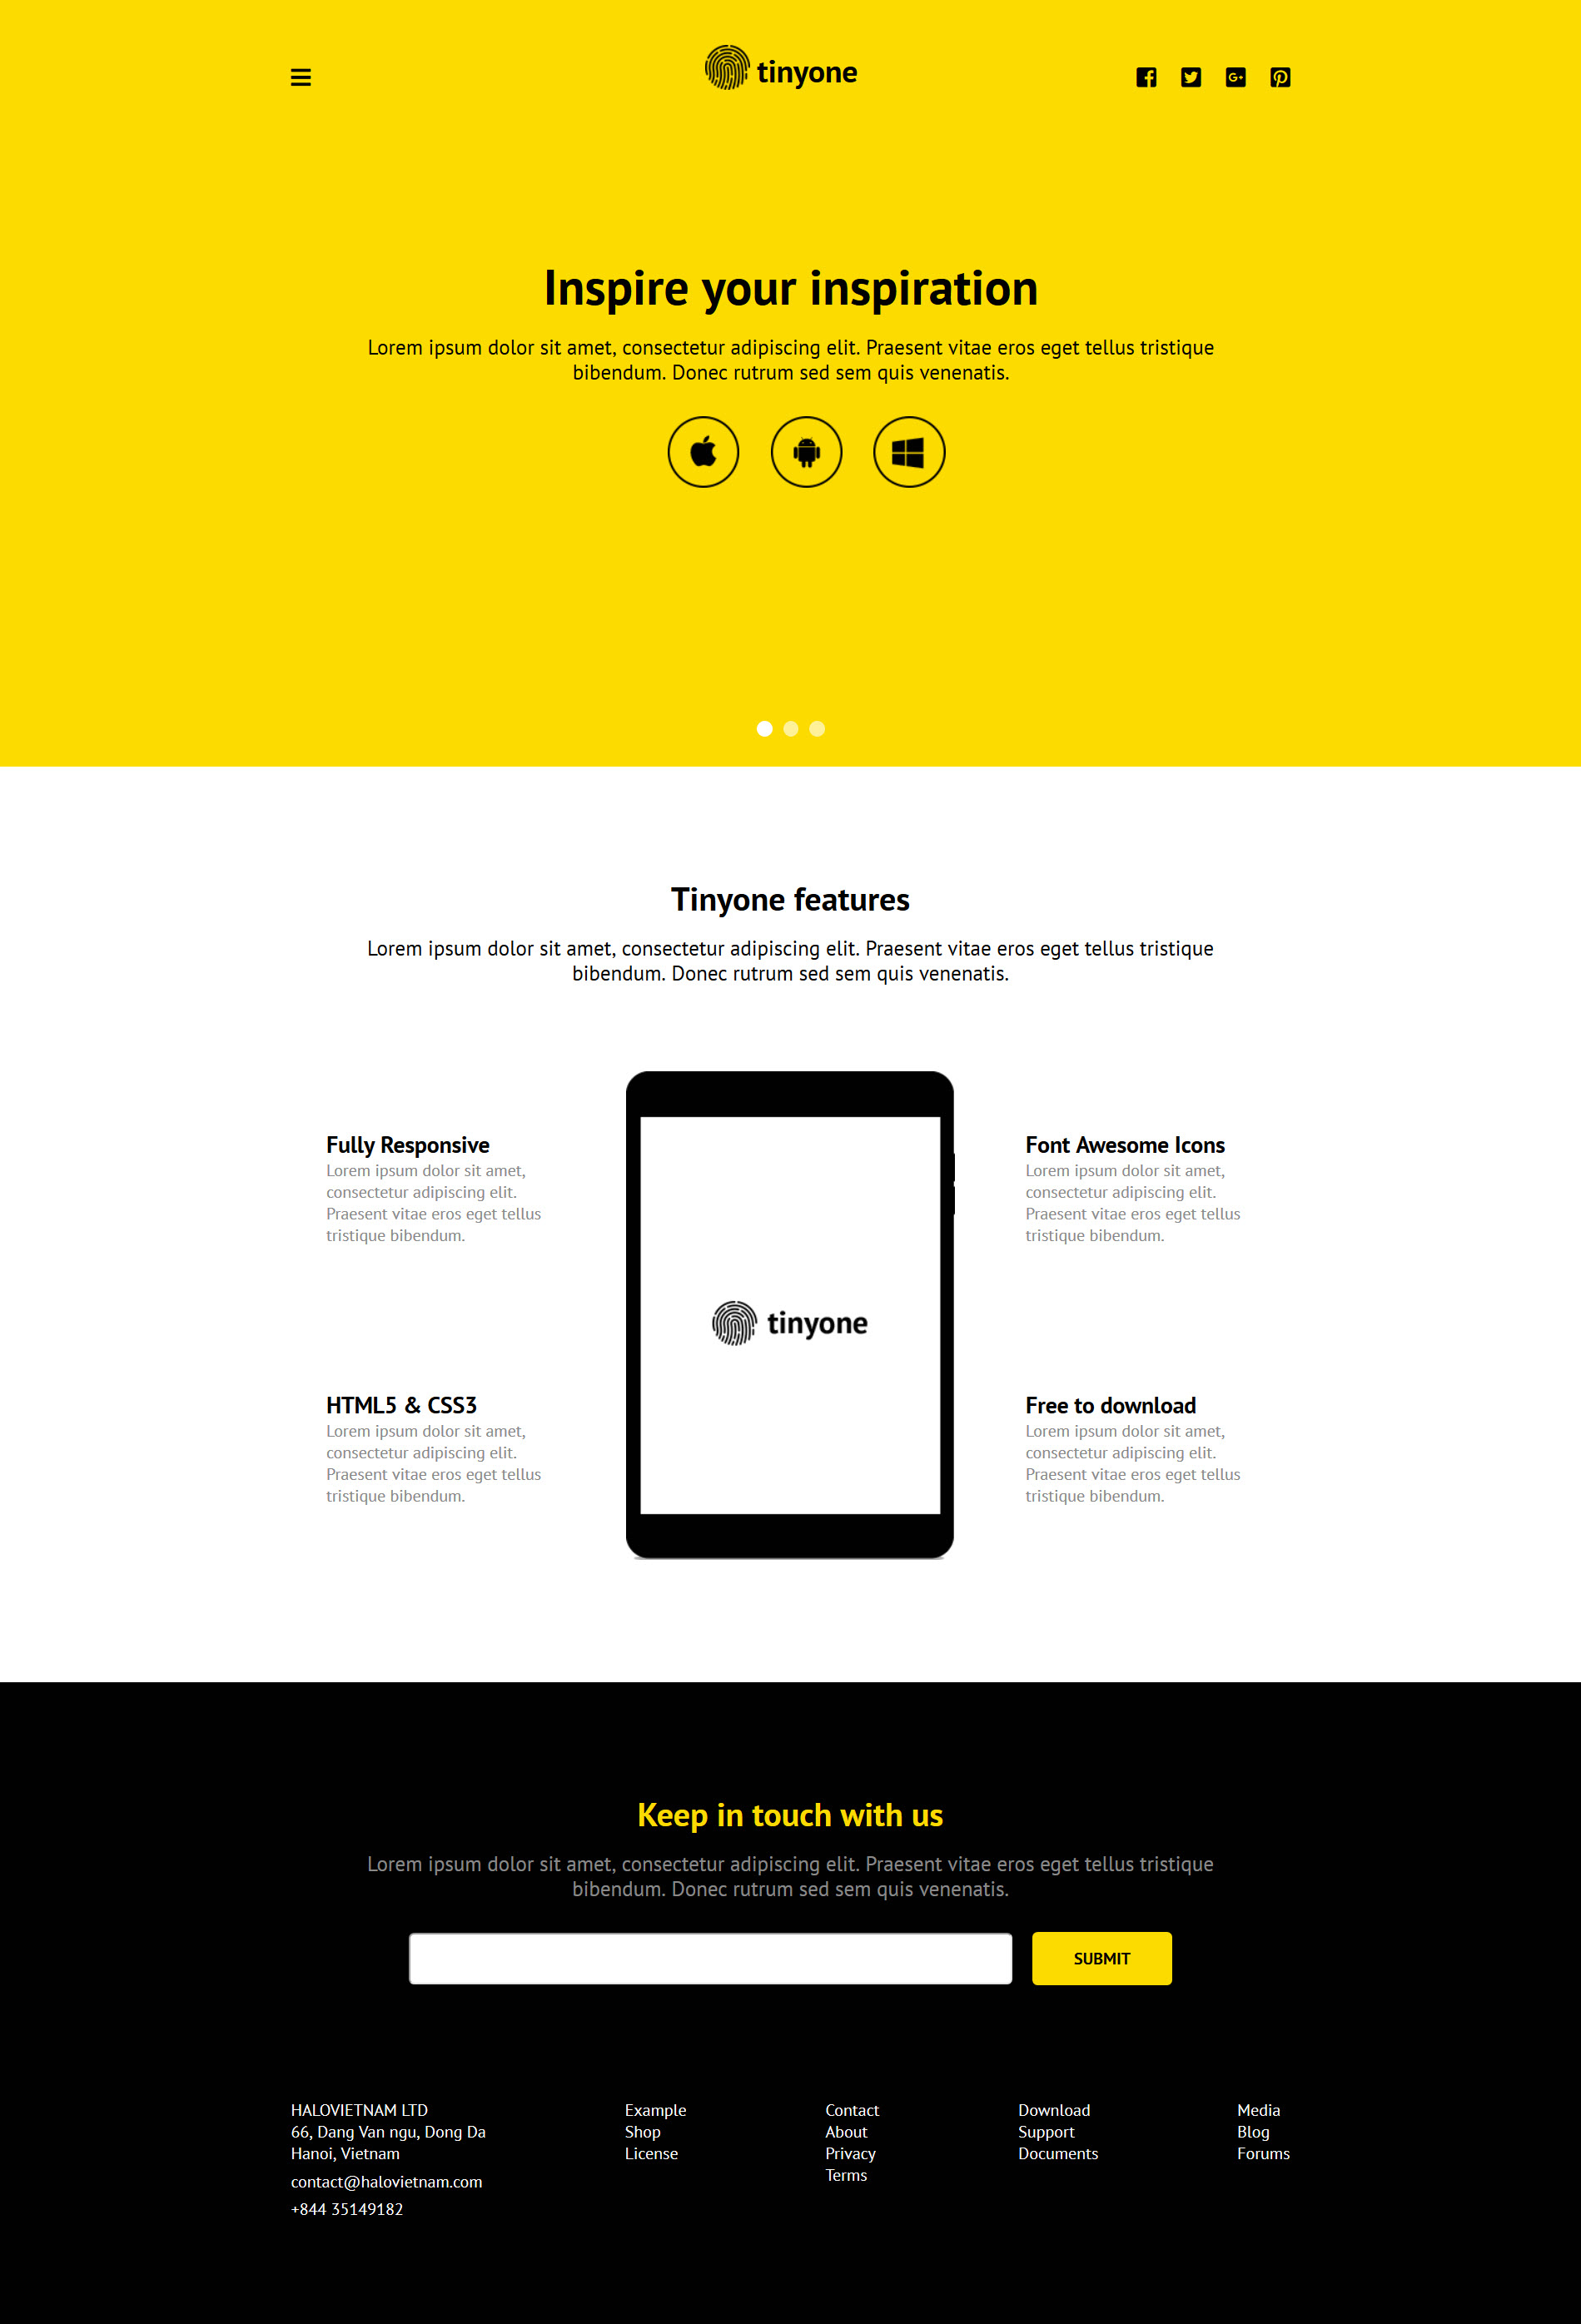 tinyone
Inspire your inspiration
Lorem ipsum dolor sit amet, consectetur adipiscing elit. Praesent vitae eros eget tellus tristique
bibendum. Donec rutrum sed sem quis venenatis.
Tinyone features
Lorem ipsum dolor sit amet, consectetur adipiscing elit. Praesent vitae eros eget tellus tristique
bibendum. Donec rutrum sed sem quis venenatis.
Fully Responsive
Lorem ipsum dolor sit amet,
consectetur adipiscing elit.
Praesent vitae eros eget tellus
tristique bibendum.
HTML5 & CSS3
Lorem ipsum dolor sit amet,
consectetur adipiscing elit.
Praesent vitae eros eget tellus
tristique bibendum.
tinyone
Font Awesome Icons
Lorem ipsum dolor sit amet,
consectetur adipiscing elit.
Praesent vitae eros eget tellus
tristique bibendum.
Free to download
Lorem ipsum dolor sit amet,
consectetur adipiscing elit.
Praesent vitae eros eget tellus
tristique bibendum.
Keep in touch with us
Lorem ipsum dolor sit amet, consectetur adipiscing elit. Praesent vitae eros eget tellus tristique
bibendum. Donec rutrum sed sem quis venenatis.
SUBMIT
HALOVIETNAM LTD
66, Dang Van ngu, Dong Da
Hanoi, Vietnam
contact@halovietnam.com
+844 35149182
Example
Shop
License
Contact
About
Privacy
Terms
Download
Support
Documents
Media
Blog
Forums